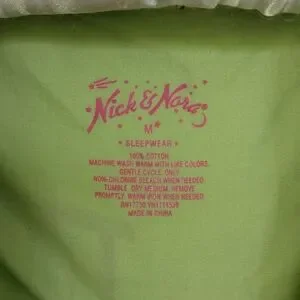 Nick & Nora
M
SLEEPWEAR
100% COTTON
MACHINE WASH WARM WITH LIKE COLORS,
GENTLE CYCLE, ONLY
NON-CHLORINE BLEACH WHEN NEEDED
TUMBLE DRY MEDIUM, REMOVE
PROMPTLY, WARM IRON WHEN NEEDED
MADE IN CHINA